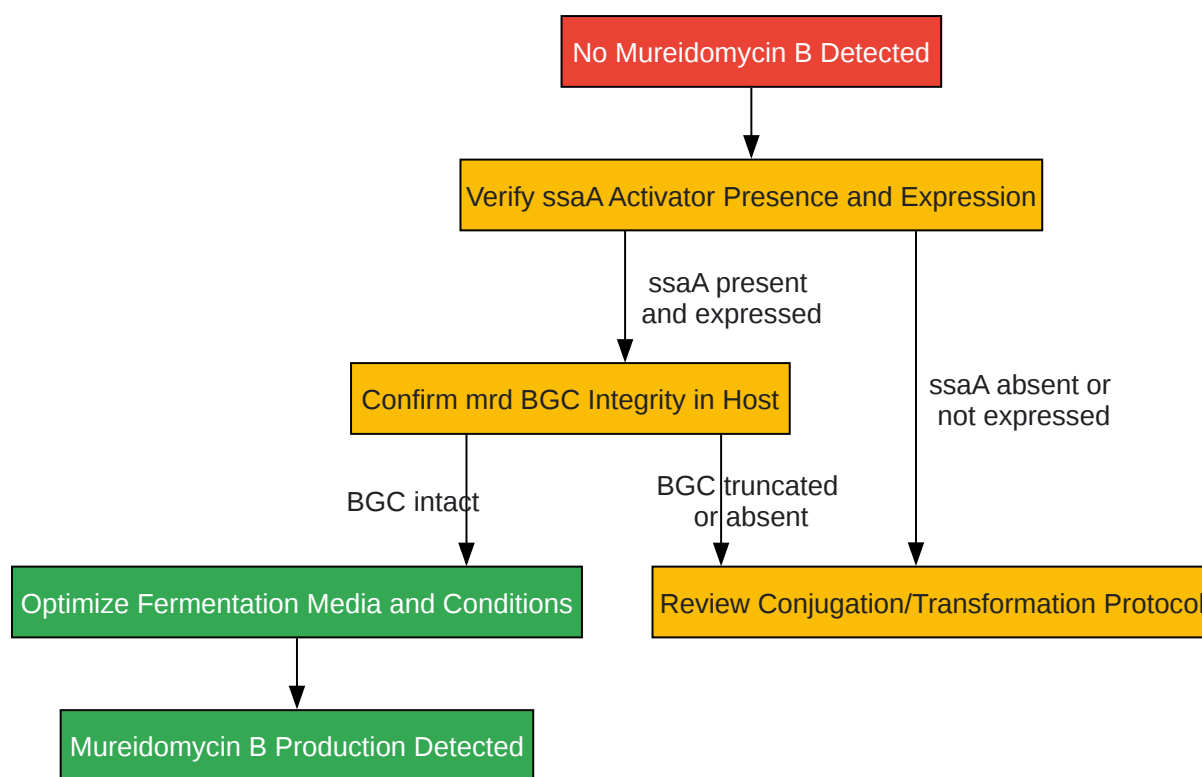 No Mureidomycin B Detected
Verify ssaA Activator Presence and Expression
ssaA present
and expressed
Confirm mrd BGC Integrity in Host
ssaA absent or
not expressed
BGC intact
BGC truncated
or absent
Optimize Fermentation Media and Conditions
Review Conjugation/Transformation Protocol
Mureidomycin B Production Detected